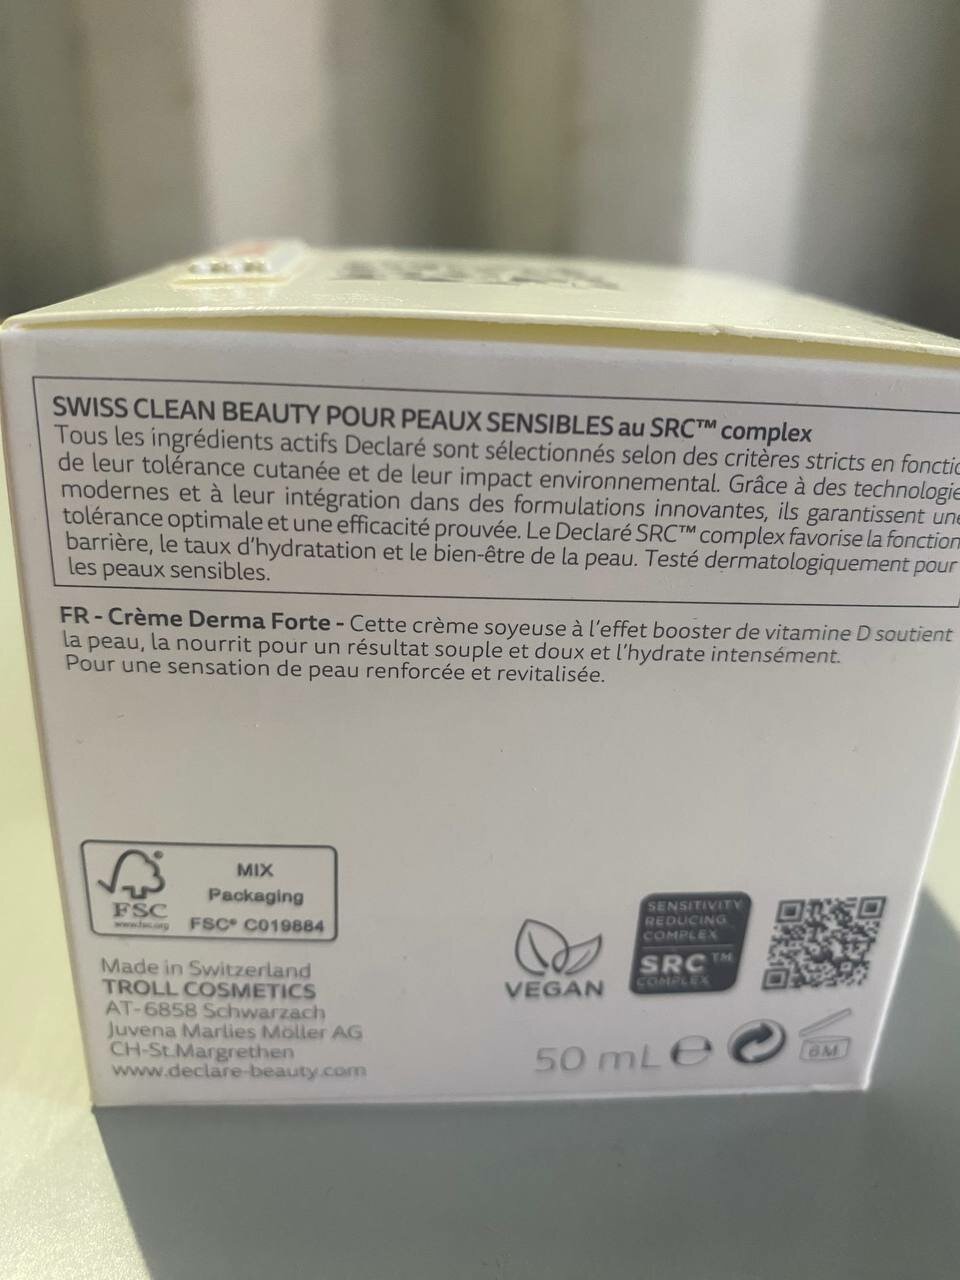 SWISS CLEAN BEAUTY POUR PEAUX SENSIBLES au SRC™ complex
Tous les ingrédients actifs Declaré sont sélectionnés selon des critères stricts en fonctio
de leur tolérance cutanée et de leur impact environnemental. Grâce à des technologie
modernes et à leur intégration dans des formulations innovantes, ils garantissent une
tolérance optimale et une efficacité prouvée. Le Declaré SRC™ complex favorise la fonction
barrière, le taux d'hydratation et le bien-être de la peau. Testé dermatologiquement pour
les peaux sensibles.
FR - Crème Derma Forte - Cette crème soyeuse à l'effet booster de vitamine D soutient
la peau, la nourrit pour un résultat souple et doux et l'hydrate intensément.
Pour une sensation de peau renforcée et revitalisée.
FSC
www.fsc.org
MIX
Packaging
FSC® C019884
Made in Switzerland
TROLL COSMETICS
AT-6858 Schwarzach
Juvena Marlies Möller AG
CH-St.Margrethen
www.declare-beauty.com
VEGAN
SENSITIVITY
REDUCING
COMPLEX
SRC™
COMPLEX
50 mL ℮
6M